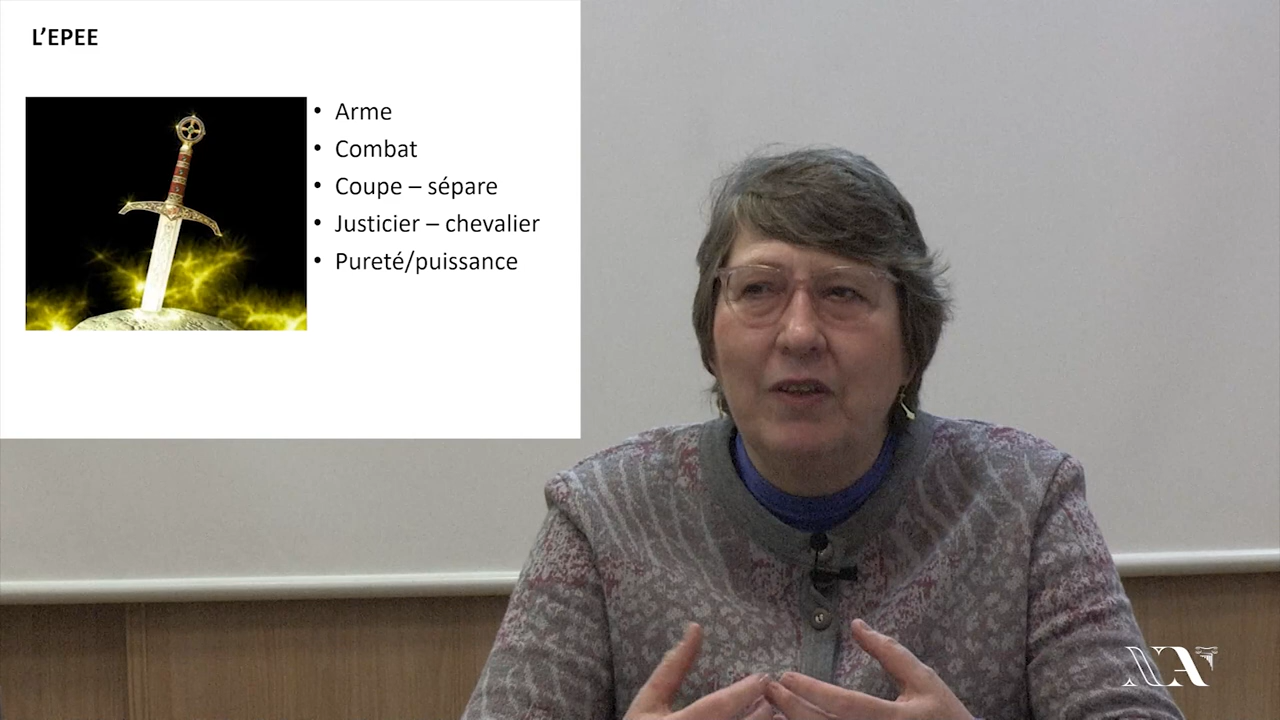 L’EPEE
• Arme
• Combat
• Coupe – sépare
• Justicier – chevalier
• Pureté/puissance